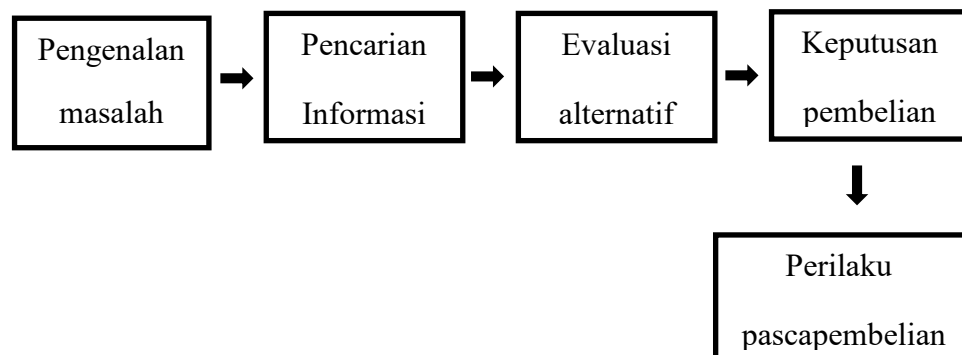 Pengenalan
masalah
Pencarian
Informasi
Evaluasi
alternatif
Keputusan
pembelian
Perilaku
pascapembelian